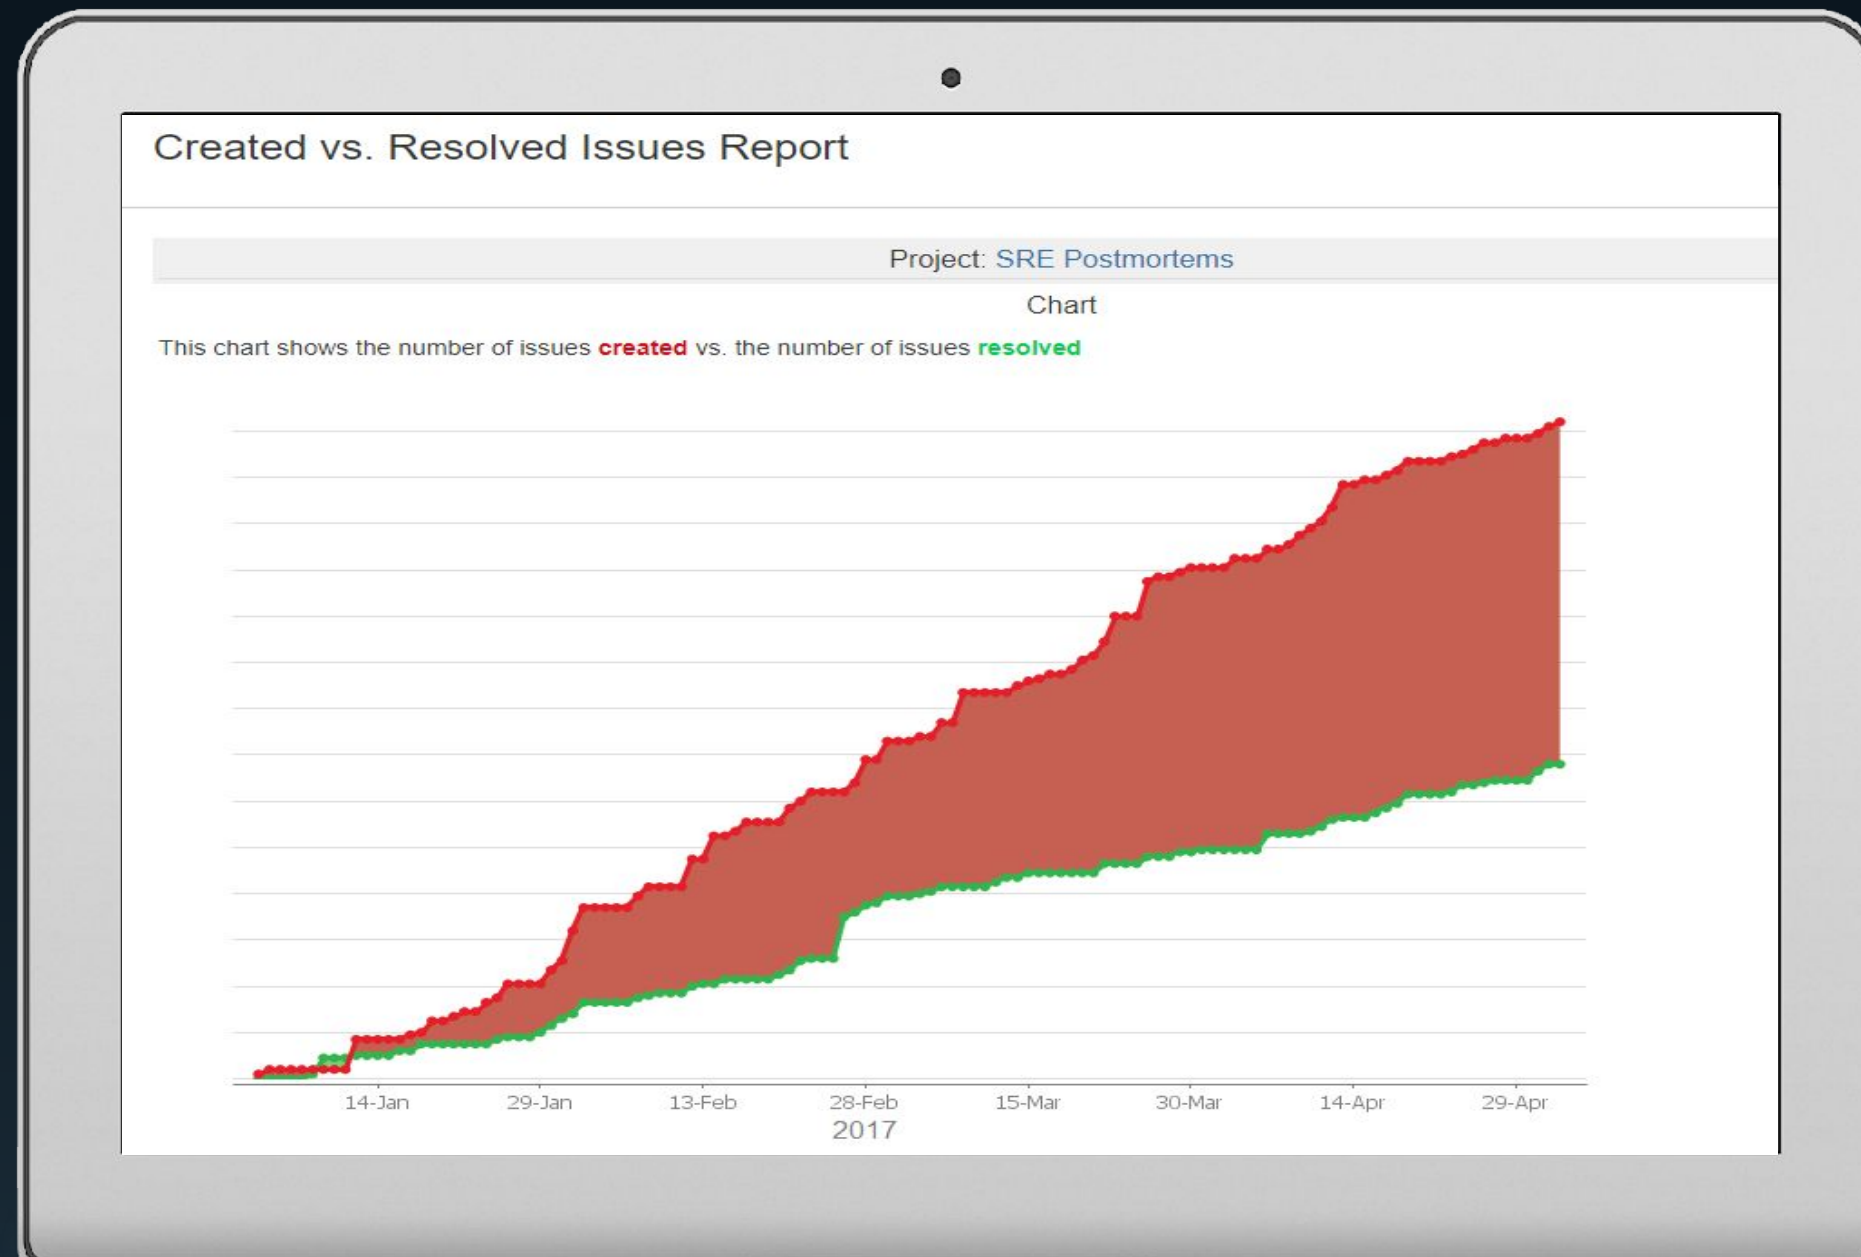 Created vs. Resolved Issues Report
Project: SRE Postmortems
Chart
This chart shows the number of issues created vs. the number of issues resolved
14-Jan 29-Jan 13-Feb 28-Feb 15-Mar 30-Mar 14-Apr 29-Apr
2017